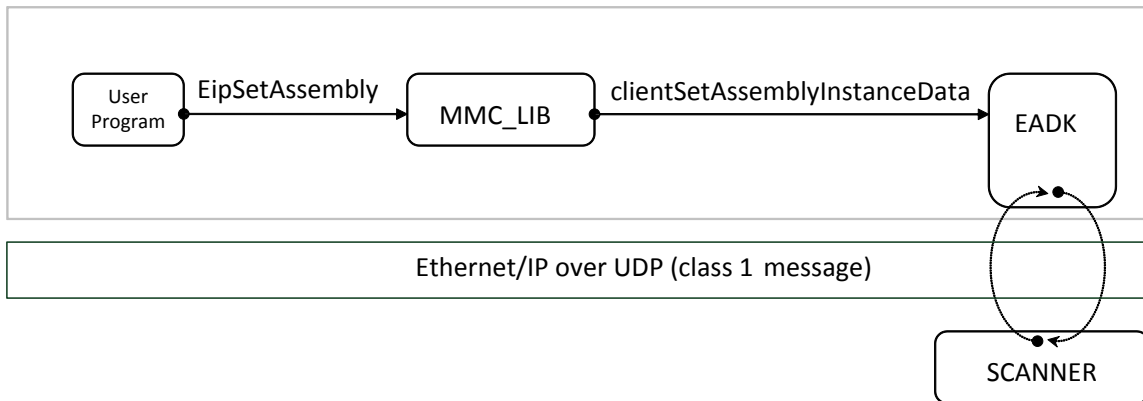 EipSetAssembly
clientSetAssemblyInstanceData
User
Program
MMC_LIB
EADK
Ethernet/IP over UDP (class 1 message)
SCANNER